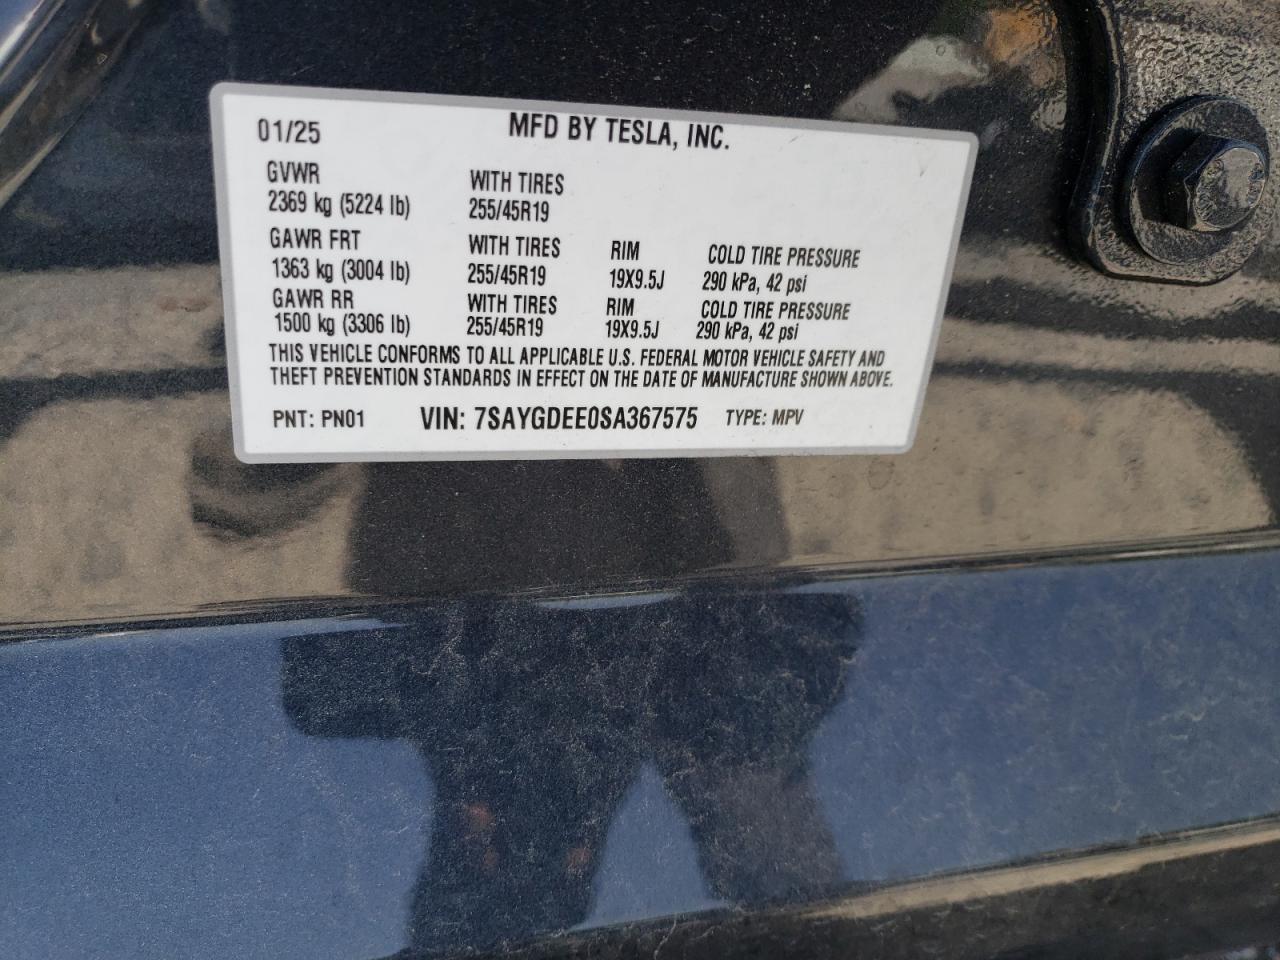 01/25 MFD BY TESLA, INC.
GVWR WITH TIRES
2369 kg (5224 lb) 255/45R19
GAWR FRT WITH TIRES RIM COLD TIRE PRESSURE
1363 kg (3004 lb) 255/45R19 19X9.5J 290 kPa, 42 psi
GAWR RR WITH TIRES RIM COLD TIRE PRESSURE
1500 kg (3306 lb) 255/45R19 19X9.5J 290 kPa, 42 psi
THIS VEHICLE CONFORMS TO ALL APPLICABLE U.S. FEDERAL MOTOR VEHICLE SAFETY AND
THEFT PREVENTION STANDARDS IN EFFECT ON THE DATE OF MANUFACTURE SHOWN ABOVE.
PNT: PN01 VIN: 7SAYGDEE0SA367575 TYPE: MPV